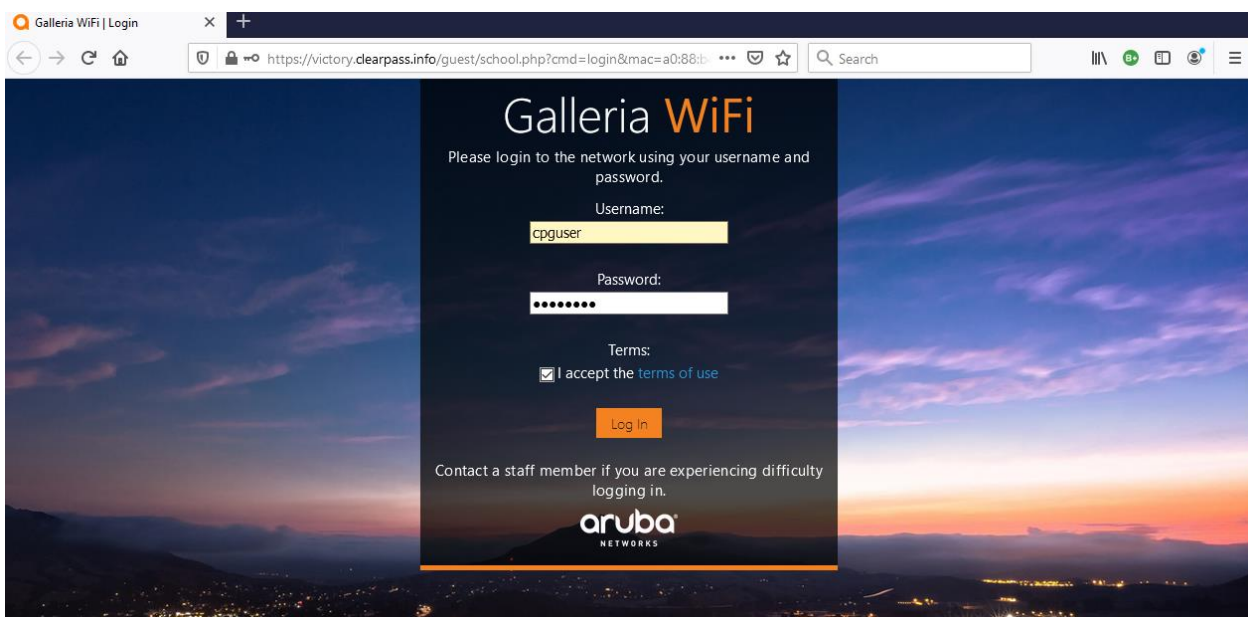 Galleria WiFi | Login
https://victory.clearpass.info/guest/school.php?cmd=login&mac=a0:88:b
Search
Galleria WiFi
Please login to the network using your username and
password.
Username:
cpguser
Password:
••••••••
Terms:
I accept the terms of use
Log In
Contact a staff member if you are experiencing difficulty
logging in.
aruba
NETWORKS